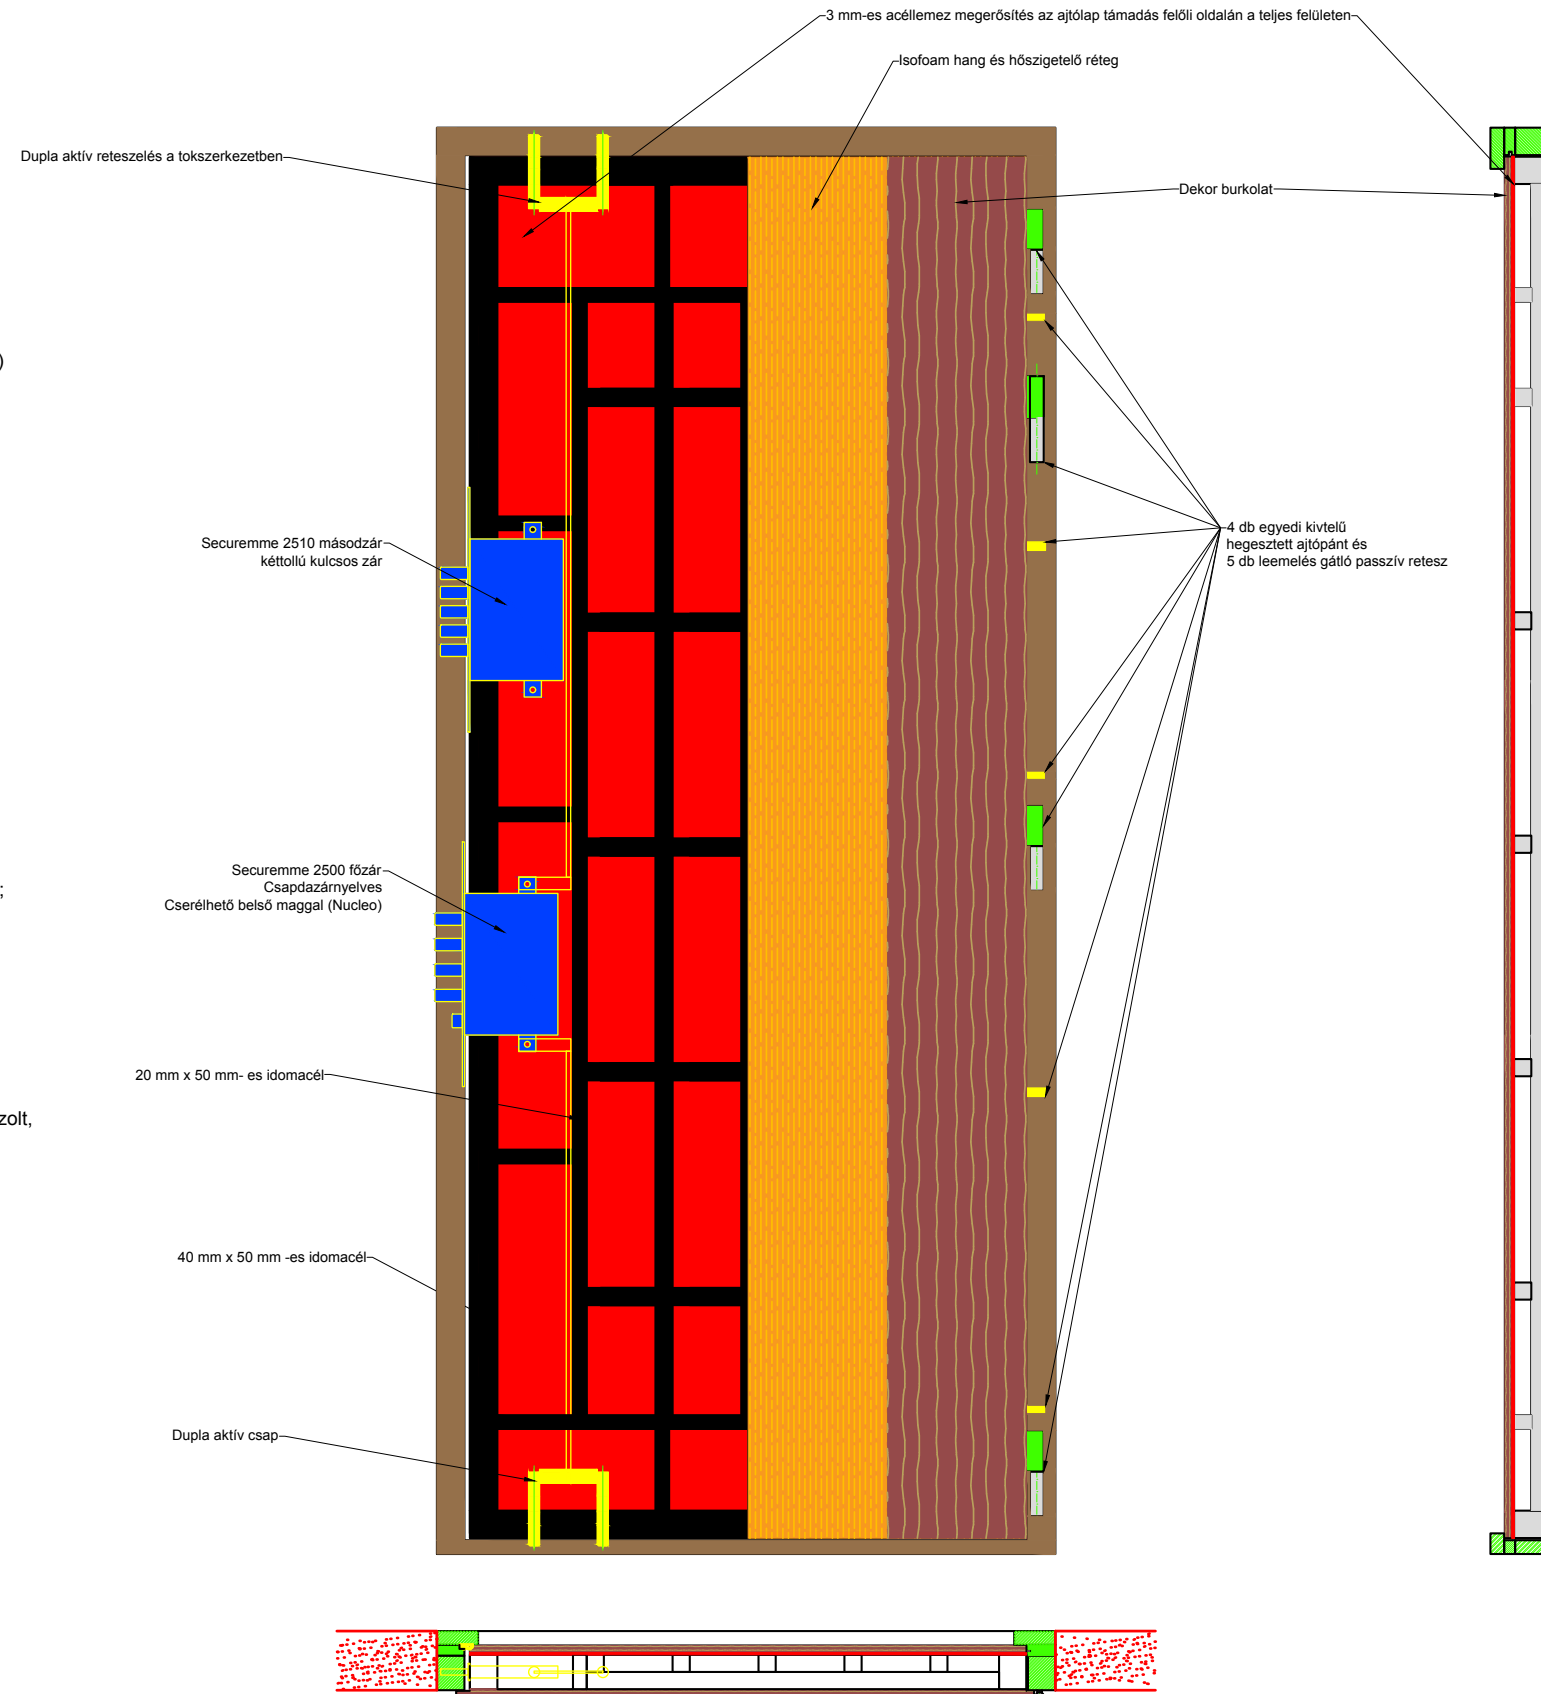 3 mm-es acéllemez megerősítés az ajtólap támadás felőli oldalán a teljes felületen
Isofoam hang és hőszigetelő réteg
Dupla aktív reteszelés a tokszerkezetben
Dekor burkolat
)
4 db egyedi kivtelű
hegesztett ajtópánt és
5 db leemelés gátló passzív retesz
Securemme 2510 másodzár
kéttollú kulcsos zár
Securemme 2500 főzár
Csapdazárnyelves
Cserélhető belső maggal (Nucleo)
;
20 mm x 50 mm- es idomacél
zolt,
40 mm x 50 mm -es idomacél
Dupla aktív csap